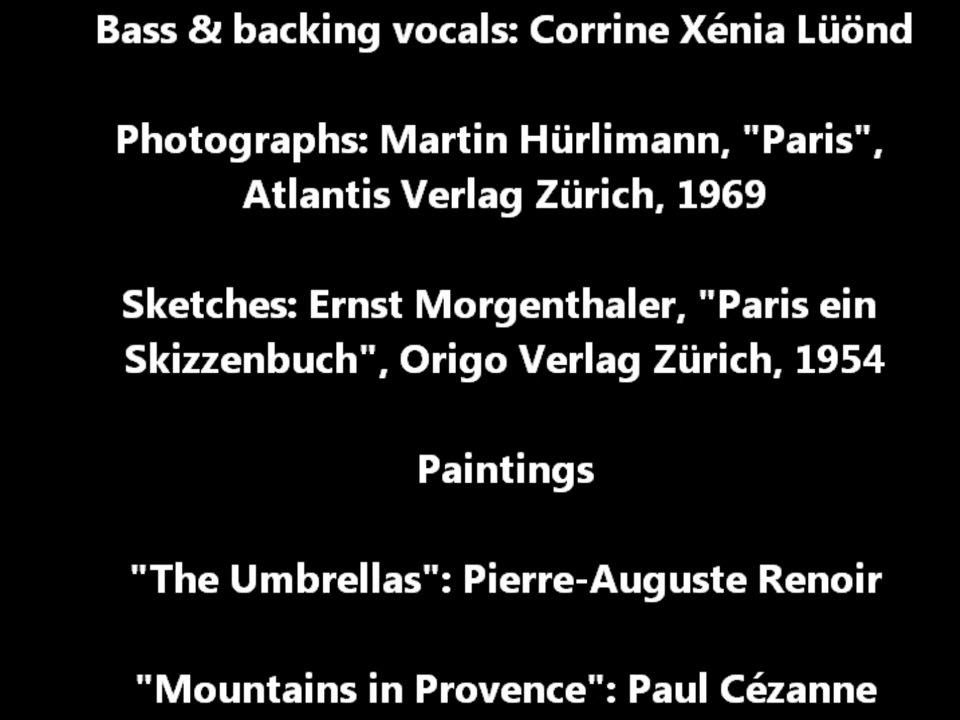 Bass & backing vocals: Corrine Xénia Lüönd
Photographs: Martin Hürlimann, "Paris",
Atlantis Verlag Zürich, 1969
Sketches: Ernst Morgenthaler, "Paris ein
Skizzenbuch", Origo Verlag Zürich, 1954
Paintings
"The Umbrellas": Pierre-Auguste Renoir
"Mountains in Provence": Paul Cézanne